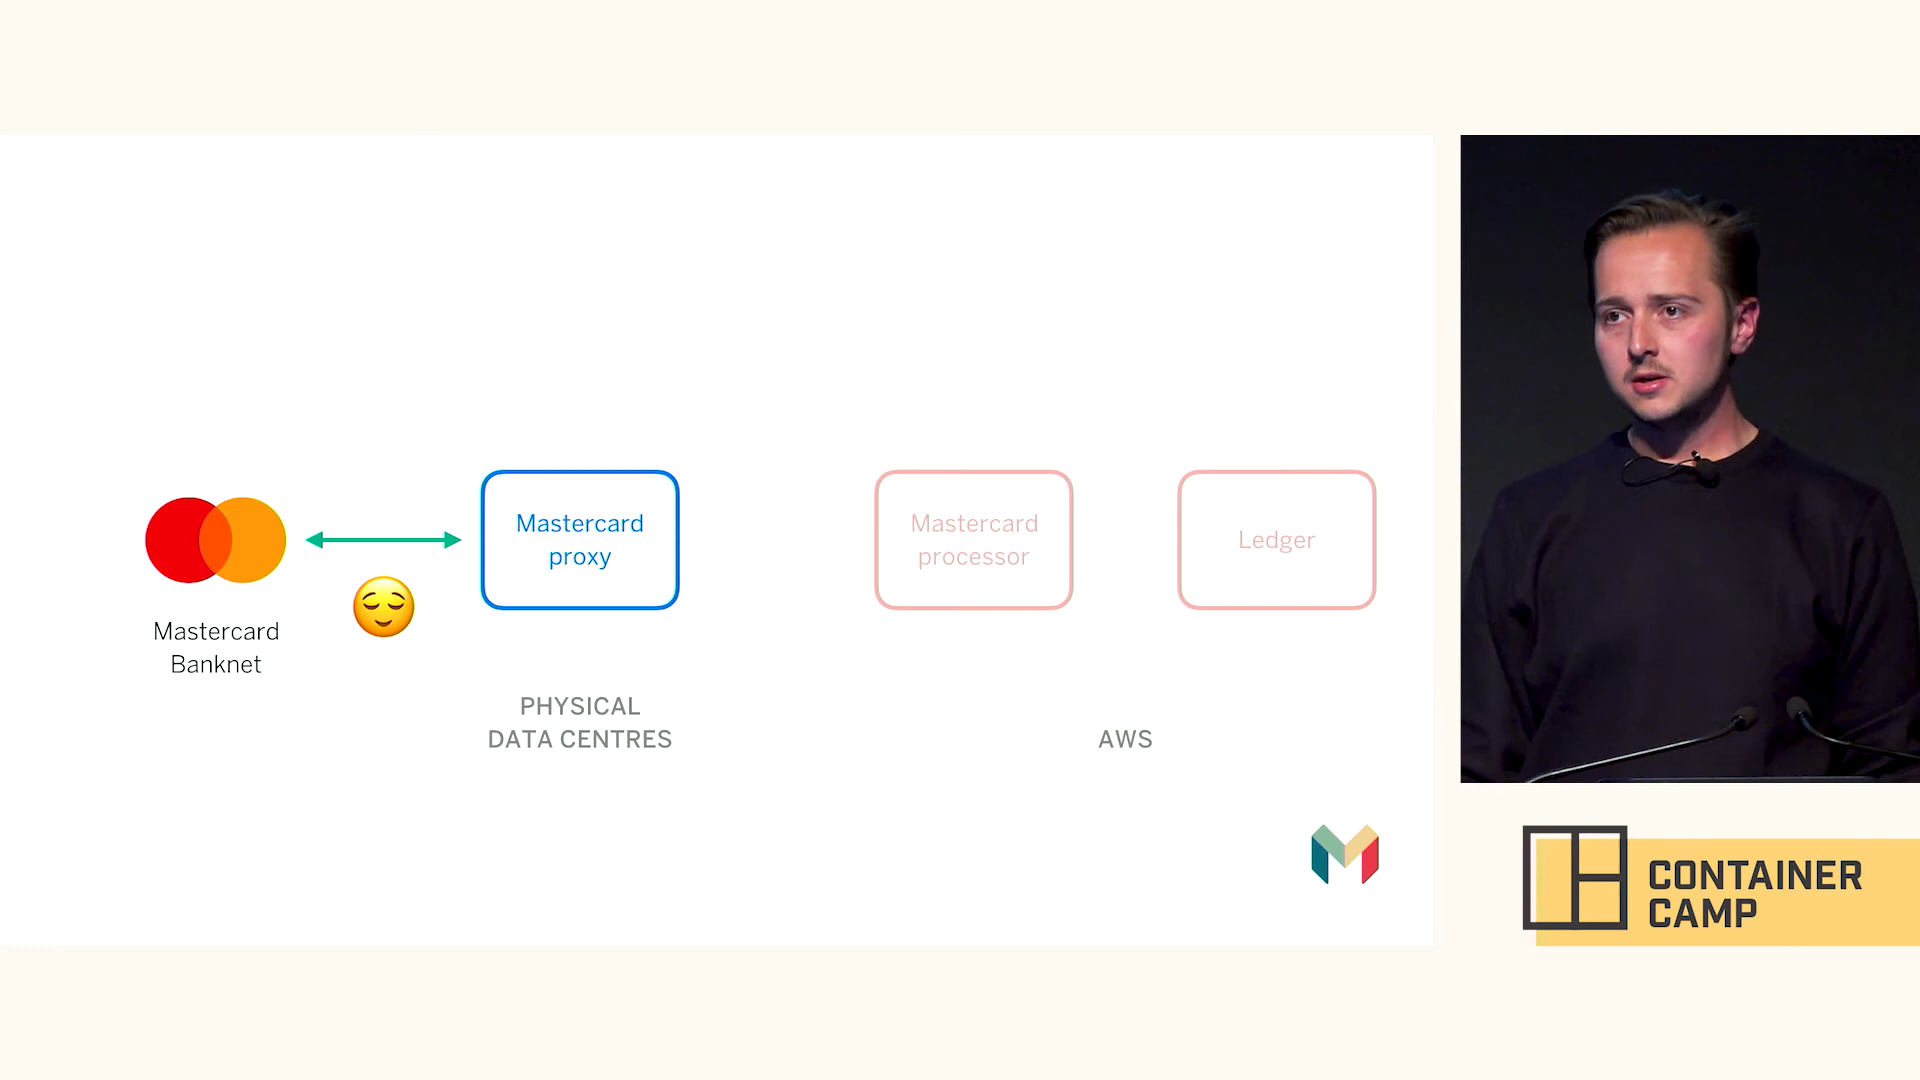 Mastercard
Banknet
Mastercard
proxy
PHYSICAL
DATA CENTRES
Mastercard
processor
Ledger
AWS
CONTAINER
CAMP